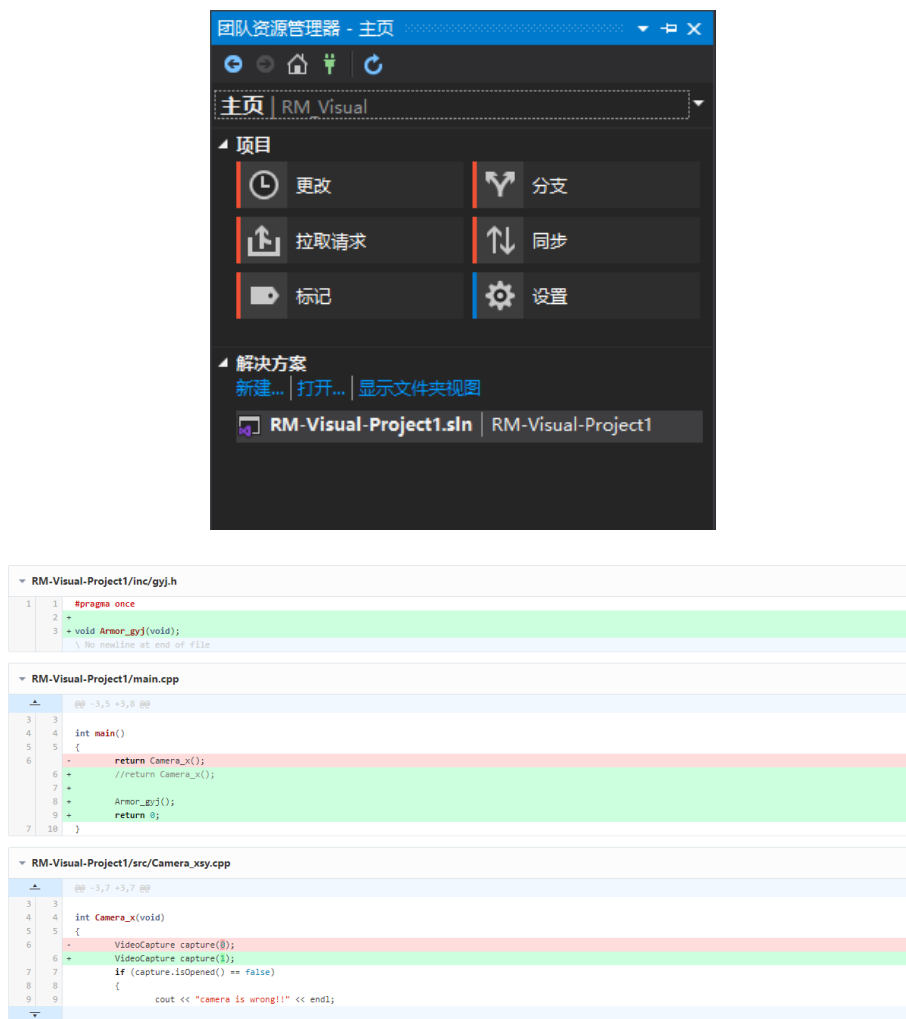 团队资源管理器 - 主页
主页 | RM_Visual
项目
更改
分支
拉取请求
同步
标记
设置
解决方案
新建... | 打开... | 显示文件夹视图
RM-Visual-Project1.sln | RM-Visual-Project1
RM-Visual-Project1/inc/gyj.h
1 1 #pragma once
2 +
3 + void Armor_gyj(void);
\ No newline at end of file
RM-Visual-Project1/main.cpp
@@ -3,5 +3,8 @@
3 3
4 4 int main()
5 5 {
6 - return Camera_x();
6 + //return Camera_x();
7 +
8 + Armor_gyj();
9 + return 0;
7 10 }
RM-Visual-Project1/src/Camera_xsy.cpp
@@ -3,7 +3,7 @@
3 3
4 4 int Camera_x(void)
5 5 {
6 - VideoCapture capture(0);
6 + VideoCapture capture(1);
7 7 if (capture.isOpened() == false)
8 8 {
9 9 cout << "camera is wrong!!" << endl;